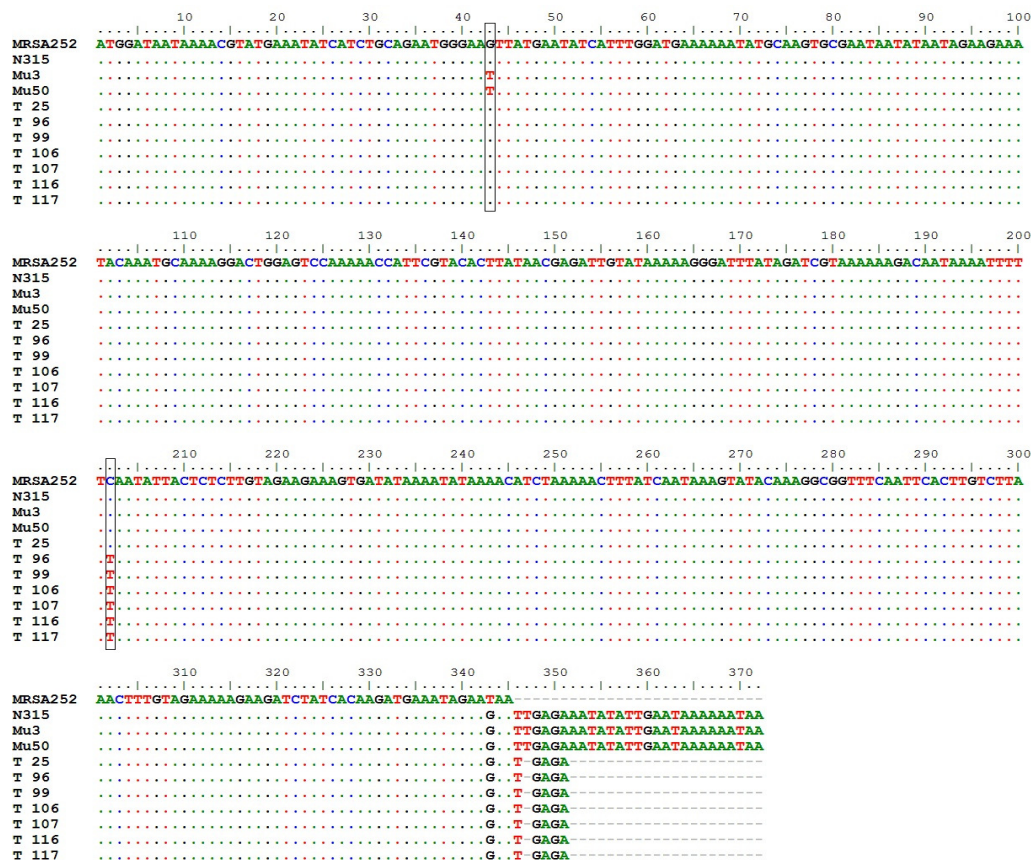 10 20 30 40 50 60 70 80 90 100
MRSA252 ATGGATAATAAAACGTATGAAATATCATCTGCAGAATGGGAAGTTATGAATATCATTTGGATGAAAAAATATGCAAGTGCGAATAATATAATAGAAGAAA
N315
Mu3 T
Mu50 T
T 25
T 96
T 99
T 106
T 107
T 116
T 117
110 120 130 140 150 160 170 180 190 200
MRSA252 TACAAATGCAAAAGGACTGGAGTCCAAAAACCATTCGTACACTTATAACGAGATTGTATAAAAAGGGATTTATAGATCGTAAAAAAGACAATAAAATTTT
N315
Mu3
Mu50
T 25
T 96
T 99
T 106
T 107
T 116
T 117
210 220 230 240 250 260 270 280 290 300
MRSA252 TCAATATTACTCTCTTGTAGAAGAAAGTGATATAAAATATAAAACATCTAAAAACTTTATCAATAAAGTATACAAAGGCGGTTTCAATTCACTTGTCTTA
N315
Mu3
Mu50
T 25
T 96 T
T 99 T
T 106 T
T 107 T
T 116 T
T 117 T
310 320 330 340 350 360 370
MRSA252 AACTTTGTAGAAAAAGAAGATCTATCACAAGATGAAATAGAATAA---------------------------
N315 G..TTGAGAAATATATTGAATAAAAAATAA
Mu3 G..TTGAGAAATATATTGAATAAAAAATAA
Mu50 G..TTGAGAAATATATTGAATAAAAAATAA
T 25 G..T-GAGA---------------------
T 96 G..T-GAGA---------------------
T 99 G..T-GAGA---------------------
T 106 G..T-GAGA---------------------
T 107 G..T-GAGA---------------------
T 116 G..T-GAGA---------------------
T 117 G..T-GAGA---------------------